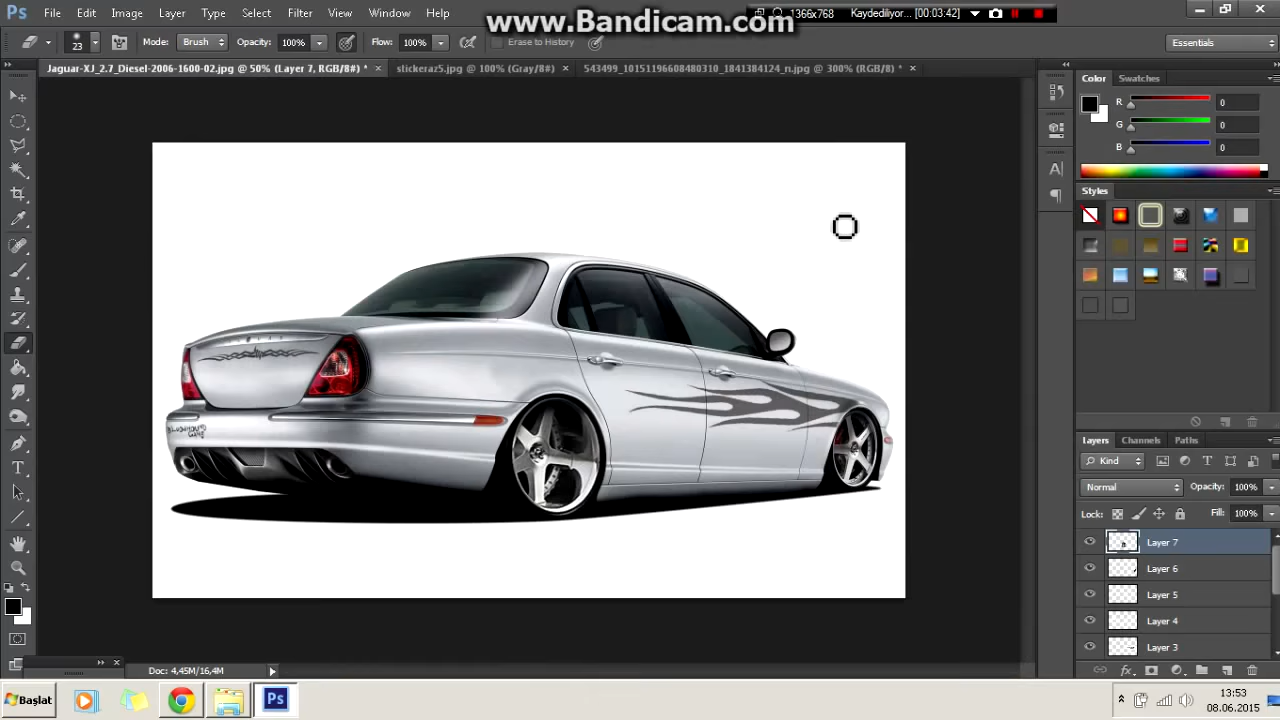 www.Bandicam.com
1366x768 Kaydediliyor... [00:03:42]
Ps File Edit Image Layer Type Select Filter View Window Help
23 Mode: Brush Opacity: 100% Flow: 100% Erase to History Essentials
Jaguar-XJ_2.7_Diesel-2006-1600-02.jpg @ 50% (Layer 7, RGB/8#) * × stickeraz5.jpg @ 100% (Gray/8#) × 543499_10151196608480310_1841384124_n.jpg @ 300% (RGB/8) * ×
Color Swatches
R 0
G 0
B 0
Styles
Layers Channels Paths
Kind
Normal Opacity: 100%
Lock: Fill: 100%
Layer 7
Layer 6
Layer 5
Layer 4
Layer 3
Doc: 4,45M/16,4M
Başlat Ps
13:53
08.06.2015